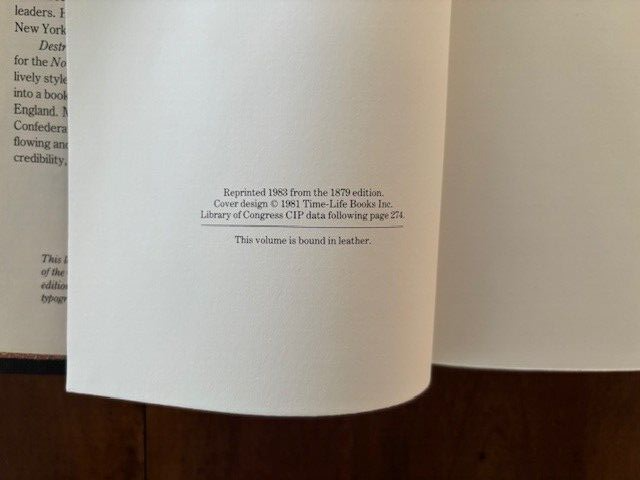 leaders.
New York
for the
lively style
into a book
England.
Confedera
flowing and
credibility,
This
of the
edition
typogr
Reprinted 1983 from the 1879 edition.
Cover design © 1981 Time-Life Books Inc.
Library of Congress CIP data following page 274.
This volume is bound in leather.